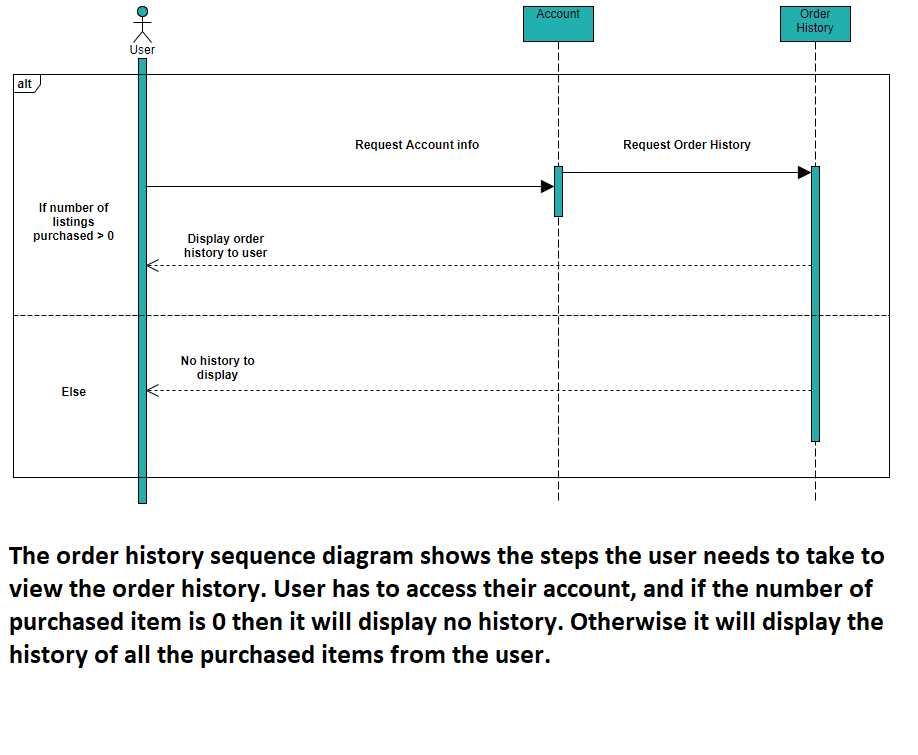 User
Account
Order
History
alt
Request Account info
Request Order History
If number of
listings
purchased > 0
Display order
history to user
No history to
display
Else
The order history sequence diagram shows the steps the user needs to take to
view the order history. User has to access their account, and if the number of
purchased item is 0 then it will display no history. Otherwise it will display the
history of all the purchased items from the user.